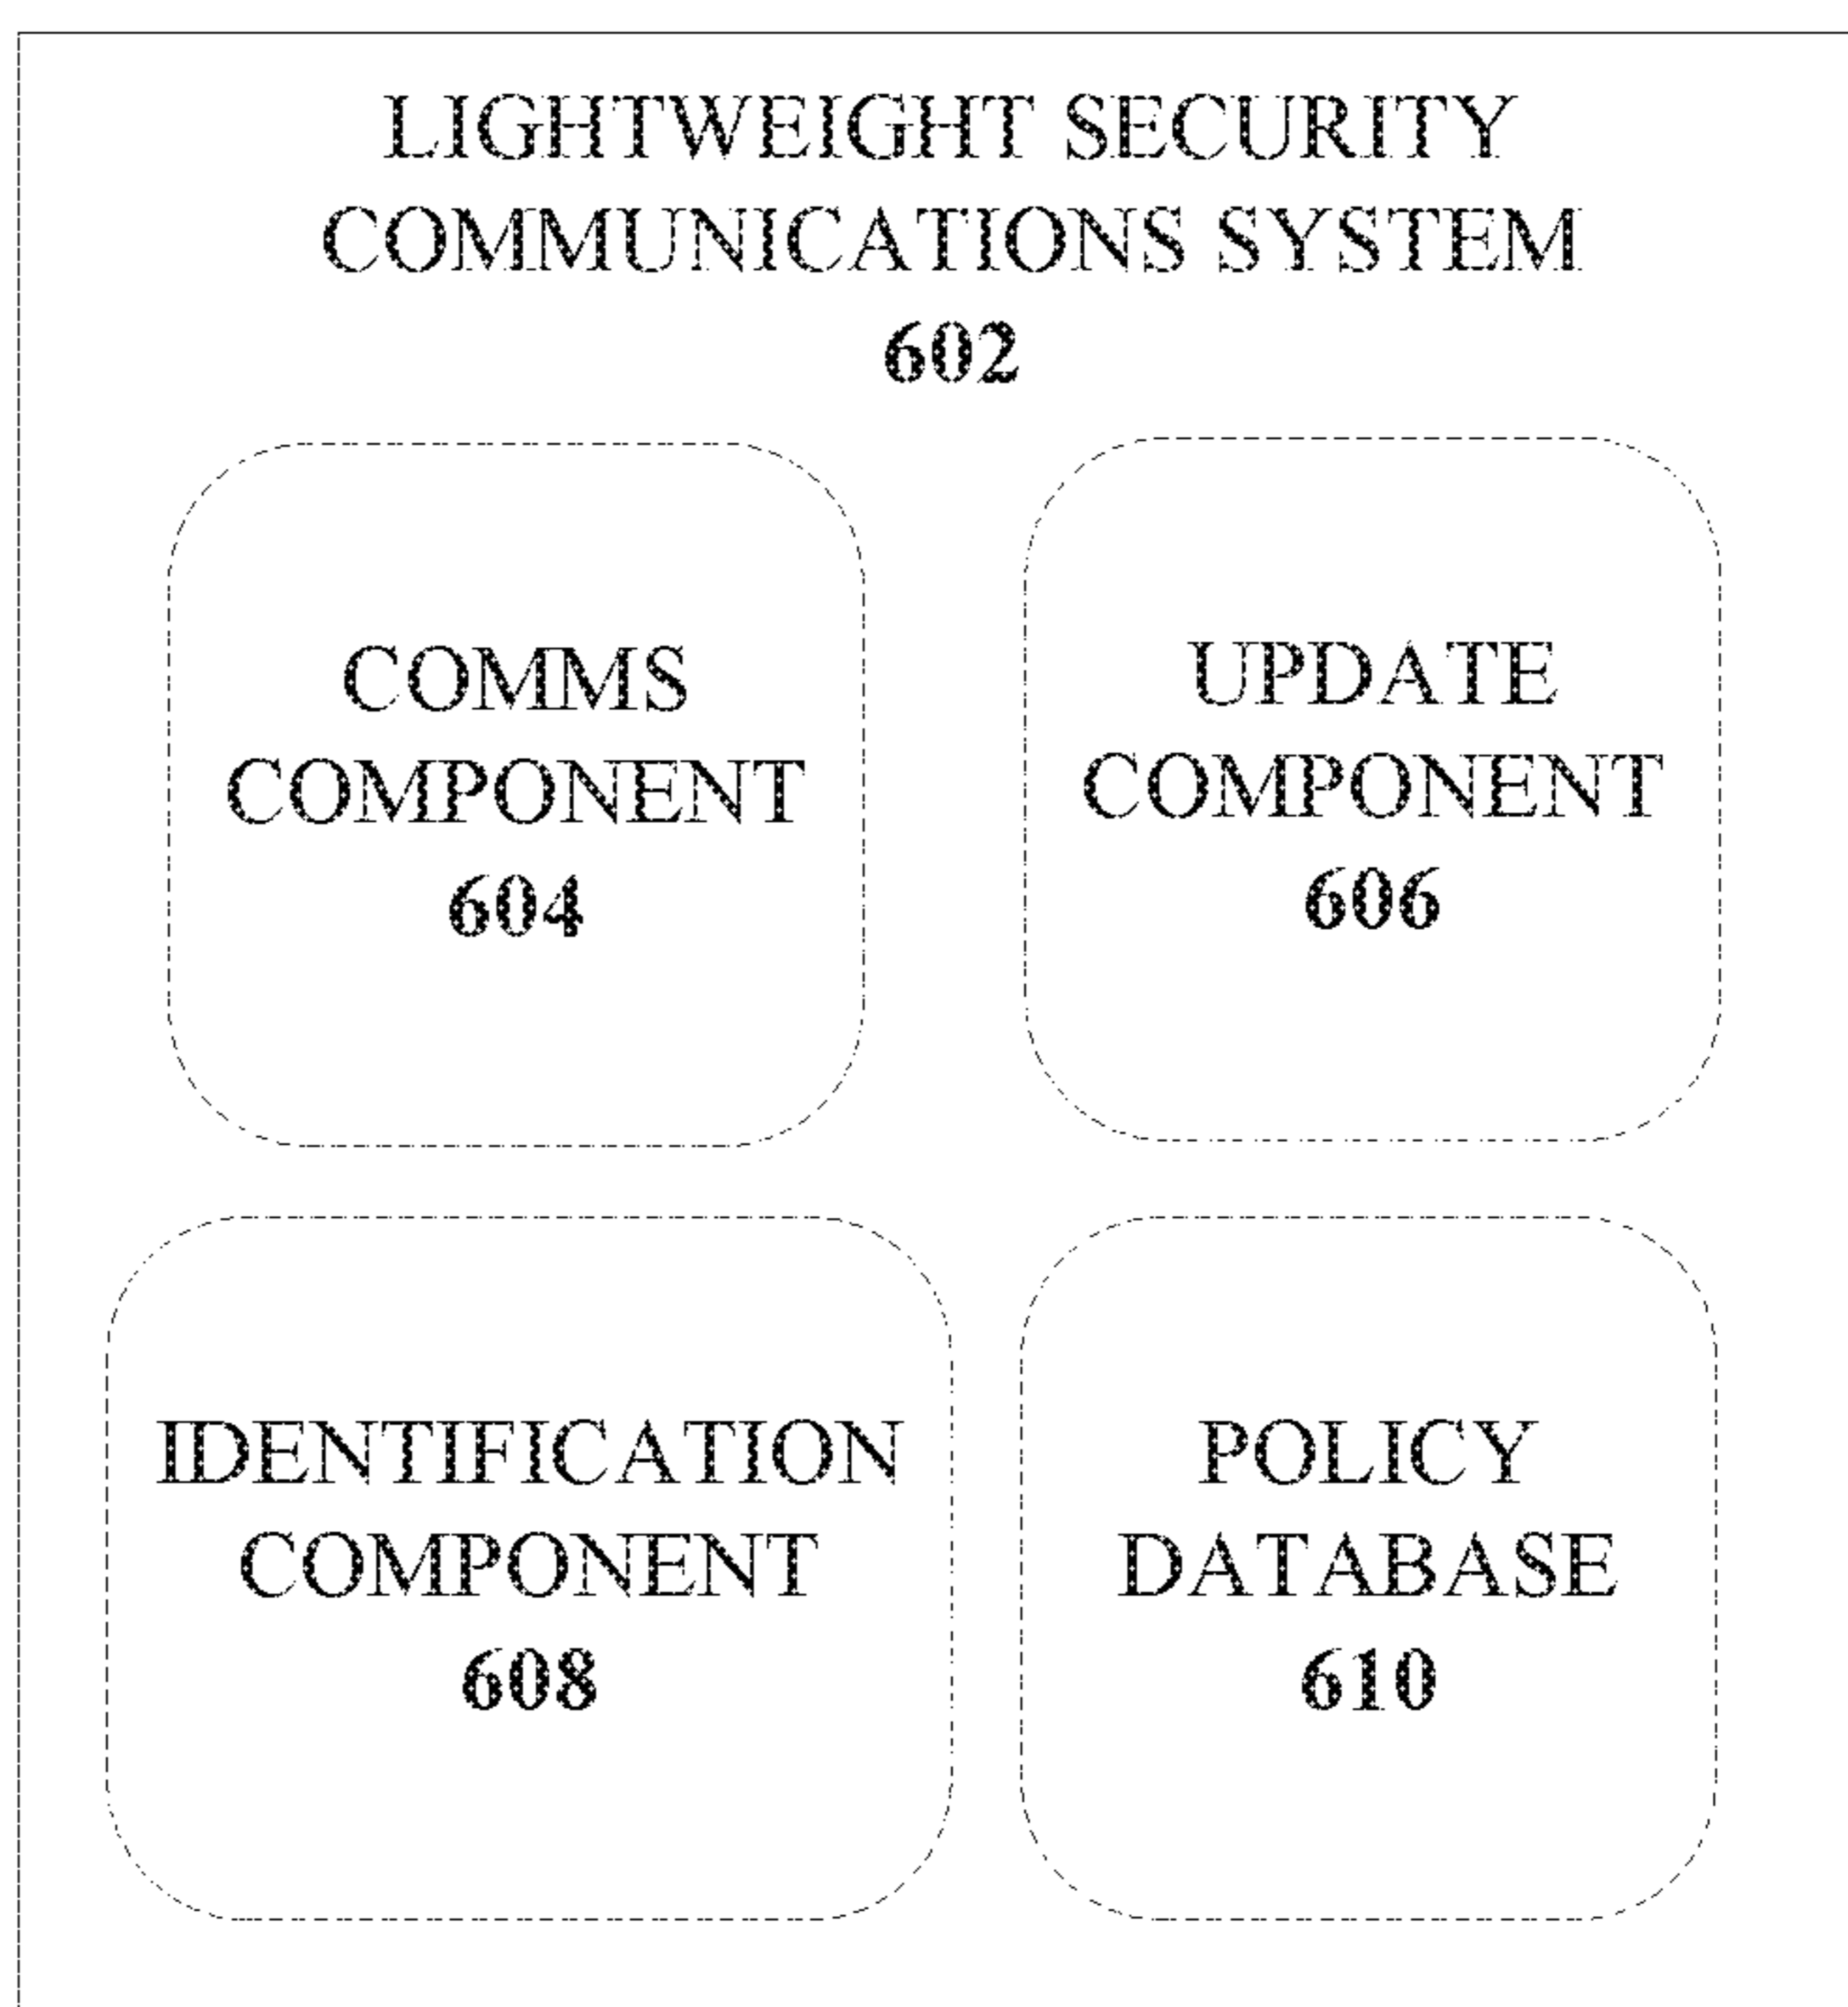 LIGHTWEIGHT SECURITY
COMMUNICATIONS SYSTEM
602
COMMS
COMPONENT
604
UPDATE
COMPONENT
606
IDENTIFICATION
COMPONENT
608
POLICY
DATABASE
610